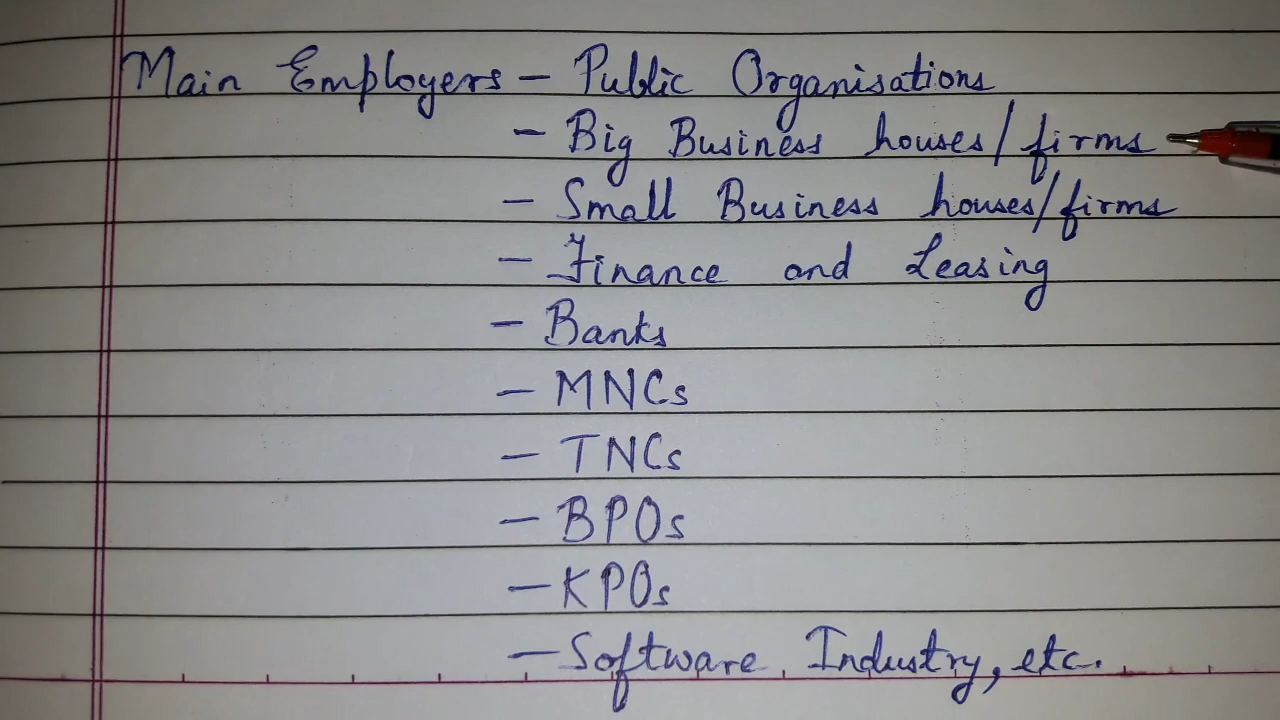 Main Employers – Public Organisations
– Big Business houses/firms
– Small Business houses/firms
– Finance and Leasing
– Banks
– MNCs
– TNCs
– BPOs
– KPOs
– Software Industry, etc.